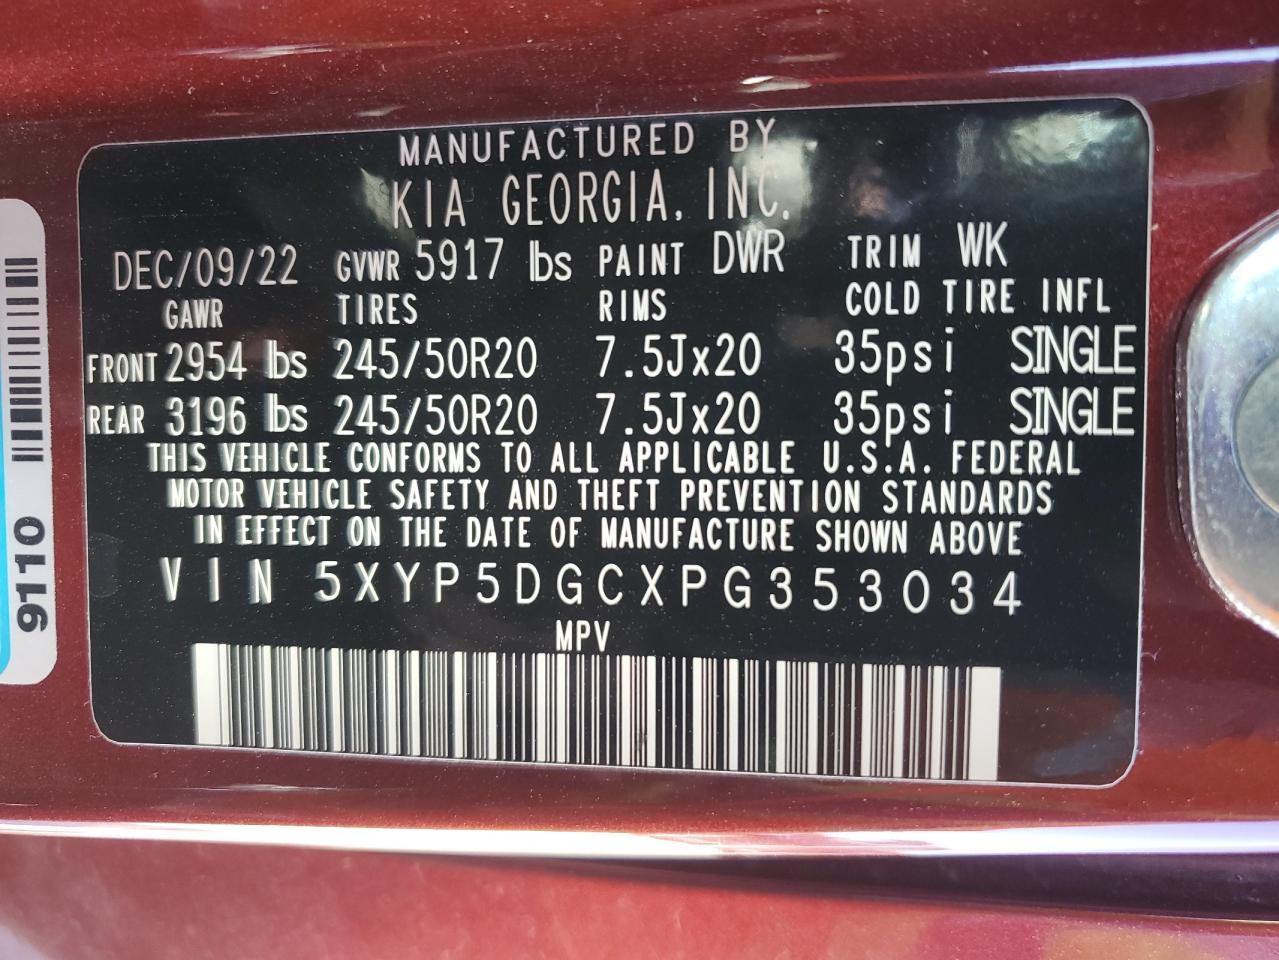 MANUFACTURED BY
KIA GEORGIA, INC.
DEC/09/22 GVWR 5917 lbs PAINT DWR TRIM WK
GAWR TIRES RIMS COLD TIRE INFL
FRONT 2954 lbs 245/50R20 7.5Jx20 35psi SINGLE
REAR 3196 lbs 245/50R20 7.5Jx20 35psi SINGLE
THIS VEHICLE CONFORMS TO ALL APPLICABLE U.S.A. FEDERAL
MOTOR VEHICLE SAFETY AND THEFT PREVENTION STANDARDS
IN EFFECT ON THE DATE OF MANUFACTURE SHOWN ABOVE
VIN 5XYP5DGCXPG353034
MPV
9110